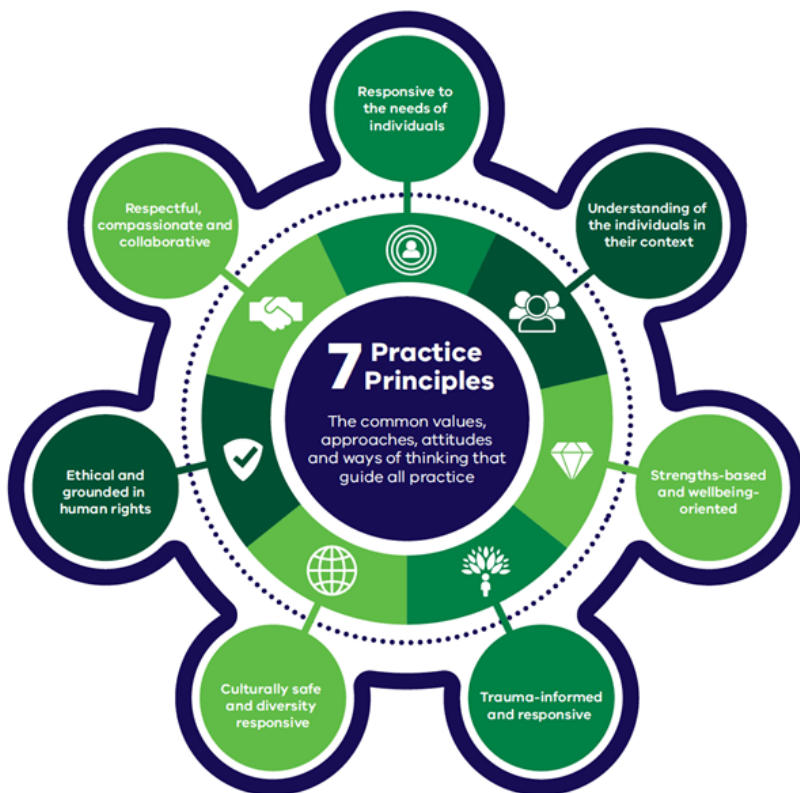 Responsive to
the needs of
individuals
Respectful,
compassionate and
collaborative
Understanding of
the individuals in
their context
7 Practice
Principles
The common values,
approaches, attitudes
and ways of thinking that
guide all practice
Ethical and
grounded in
human rights
Strengths-based
and wellbeing-
oriented
Culturally safe
and diversity
responsive
Trauma-informed
and responsive